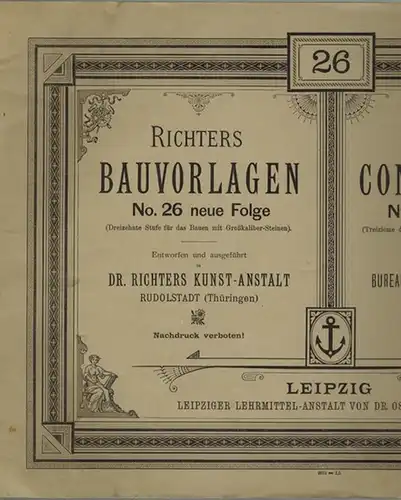 26
RICHTERS
BAUVORLAGEN
No. 26 neue Folge
(Dreizehnte Stufe für das Bauen mit Großkaliber-Steinen).
Entworfen und ausgeführt
in
DR. RICHTERS KUNST-ANSTALT
RUDOLSTADT (Thüringen)
Nachdruck verboten!
CON
N
(Treizième
BUREA
LEIPZIG
LEIPZIGER LEHRMITTEL-ANSTALT VON DR. OS